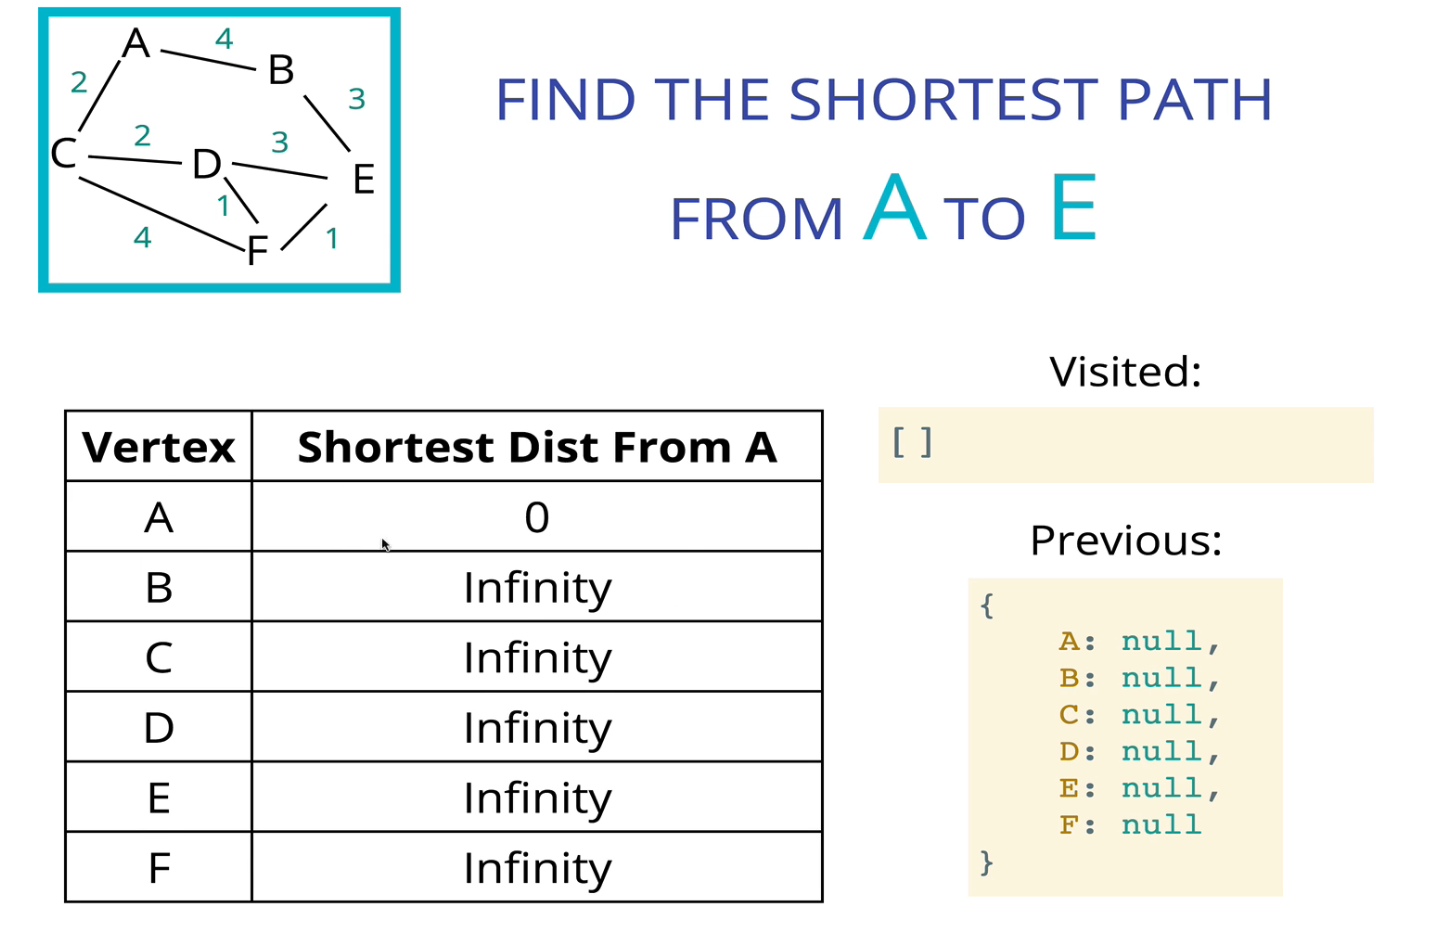 A 4 B
2 3
C 2 D 3 E
1
4 F 1
FIND THE SHORTEST PATH
FROM A TO E
Visited:
[ ]
Vertex Shortest Dist From A
A 0
B Infinity
C Infinity
D Infinity
E Infinity
F Infinity
Previous:
{
A: null,
B: null,
C: null,
D: null,
E: null,
F: null
}